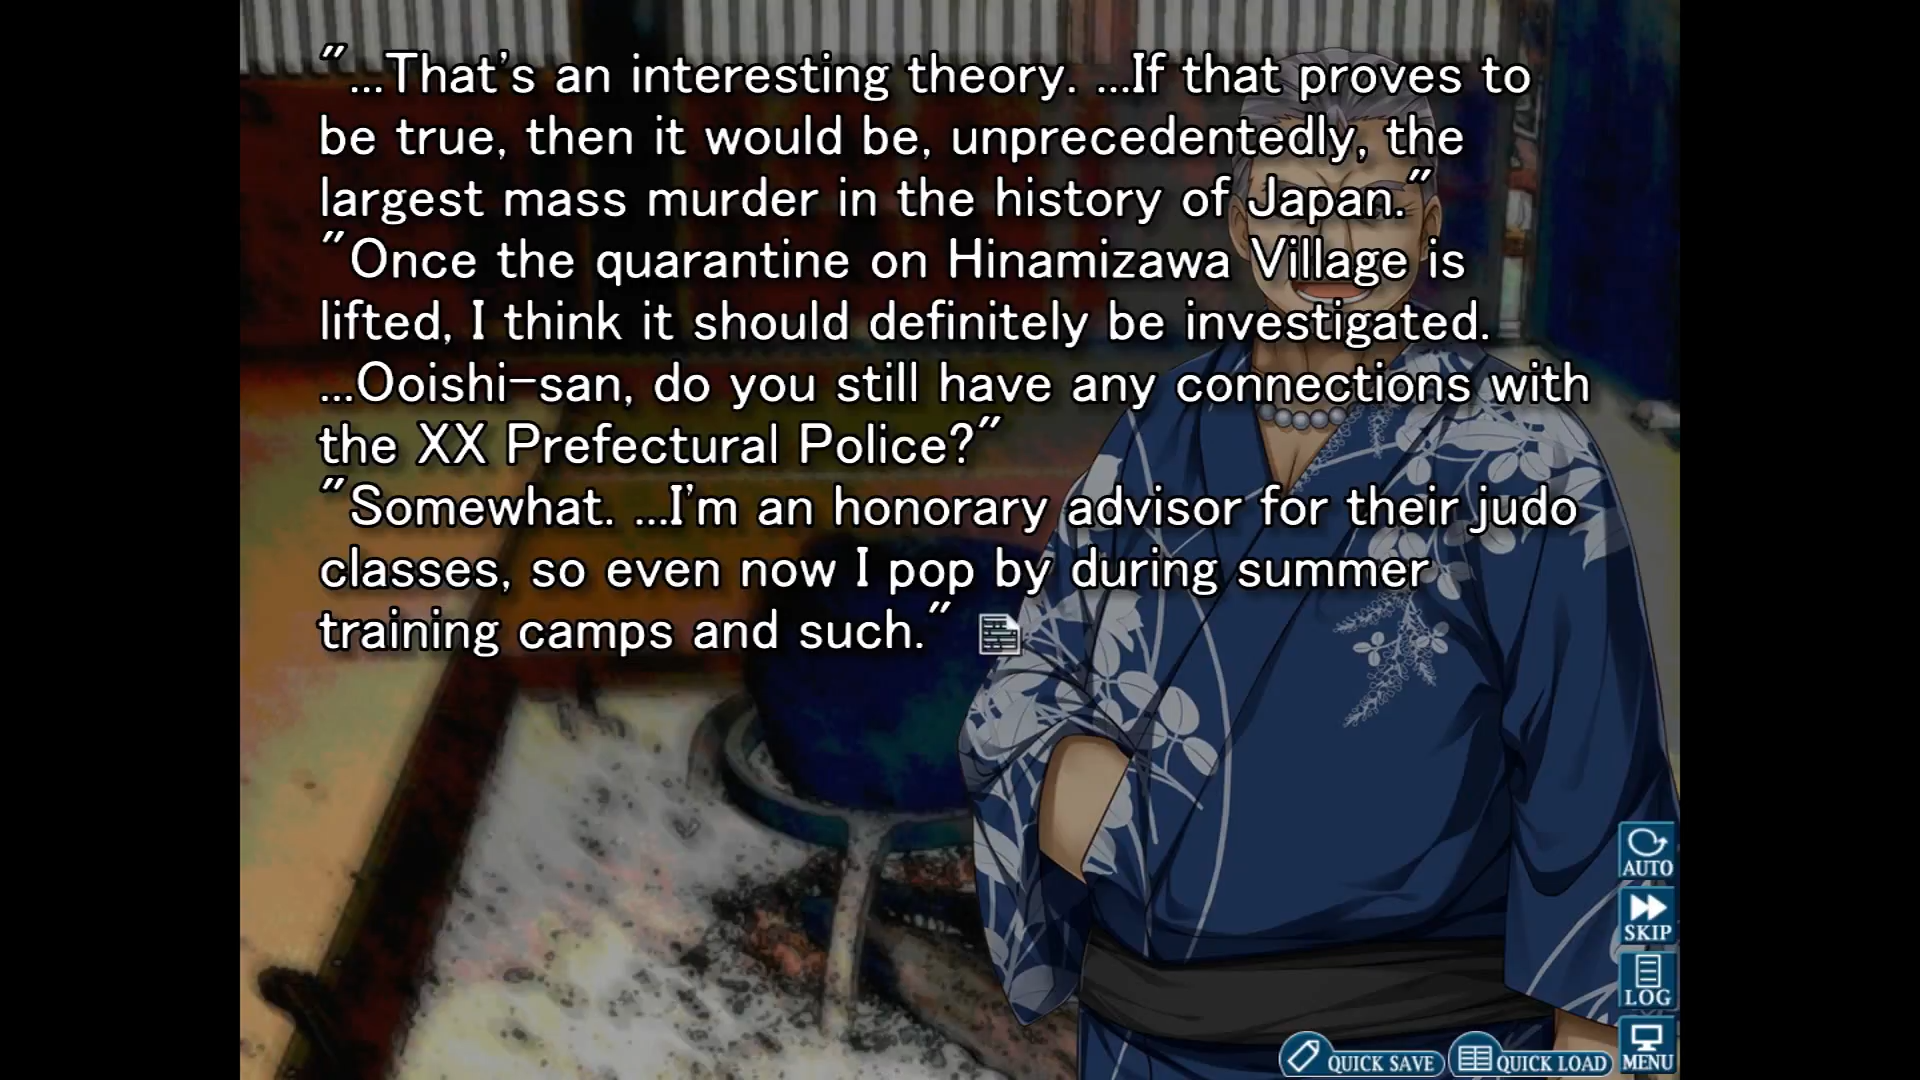 "…That's an interesting theory. …If that proves to
be true, then it would be, unprecedentedly, the
largest mass murder in the history of Japan."
"Once the quarantine on Hinamizawa Village is
lifted, I think it should definitely be investigated.
…Ooishi-san, do you still have any connections with
the XX Prefectural Police?"
"Somewhat. …I'm an honorary advisor for their judo
classes, so even now I pop by during summer
training camps and such."
AUTO
SKIP
LOG
MENU
QUICK SAVE
QUICK LOAD